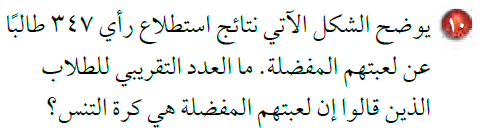 ١٠ يوضح الشكل الآتي نتائج استطلاع رأي ٣٤٧ طالبًا
عن لعبتهم المفضلة. ما العدد التقريبي للطلاب
الذين قالوا إن لعبتهم المفضلة هي كرة التنس؟